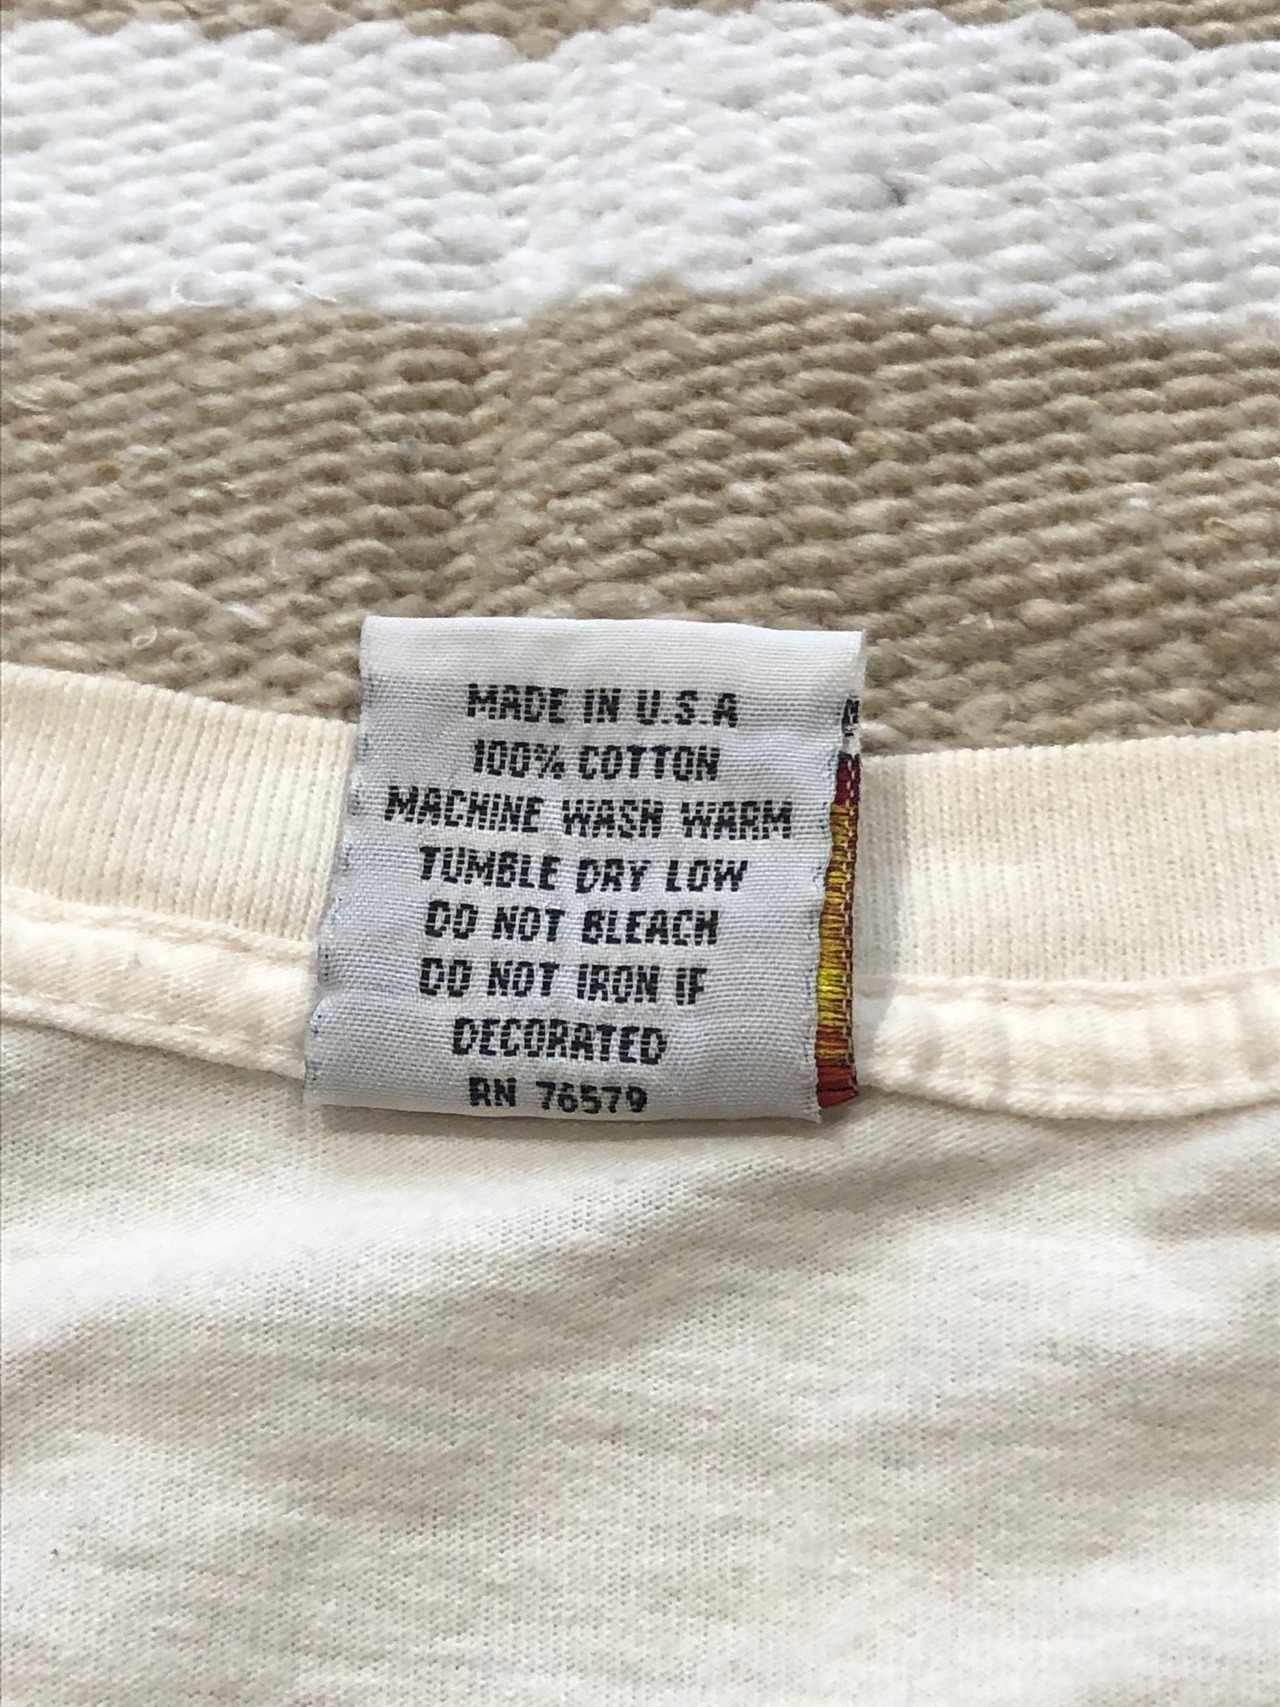 MADE IN U.S.A
100% COTTON
MACHINE WASH WARM
TUMBLE DRY LOW
DO NOT BLEACH
DO NOT IRON IF
DECORATED
RN 76579